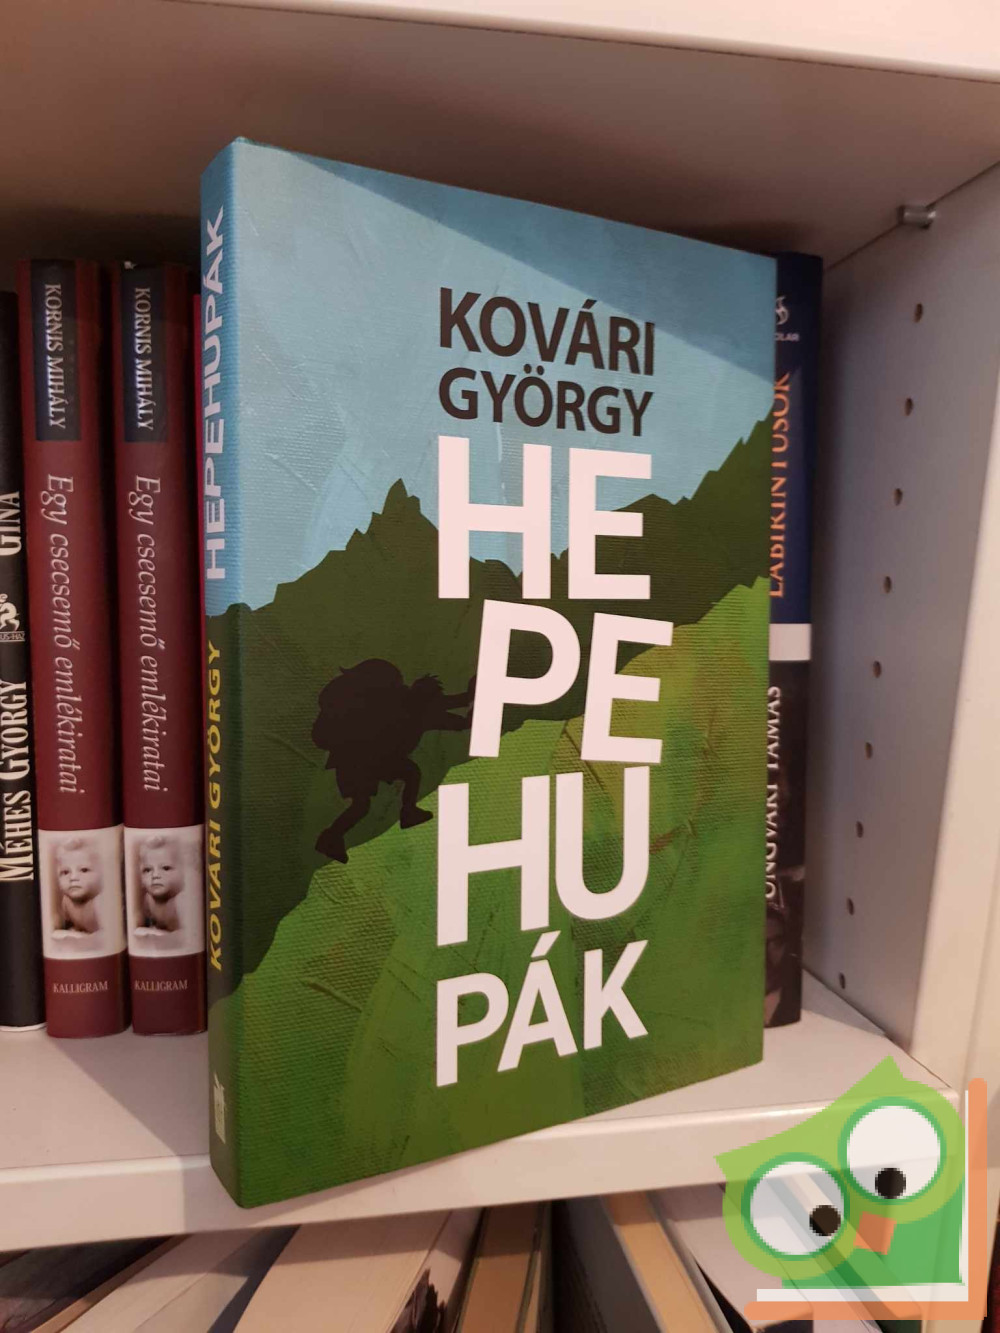 KOVÁRI
GYÖRGY
HE
PE
HU
PÁK
HEPEHUPÁK
KOVÁRI GYÖRGY
MÉHES GYÖRGY
GINA
KORNIS MIHÁLY
Egy csecsemő emlékiratai
KALLIGRAM
KORNIS MIHÁLY
Egy csecsemő emlékiratai
KALLIGRAM
LABIRINTUSOK
UNGVÁRI TAMÁS